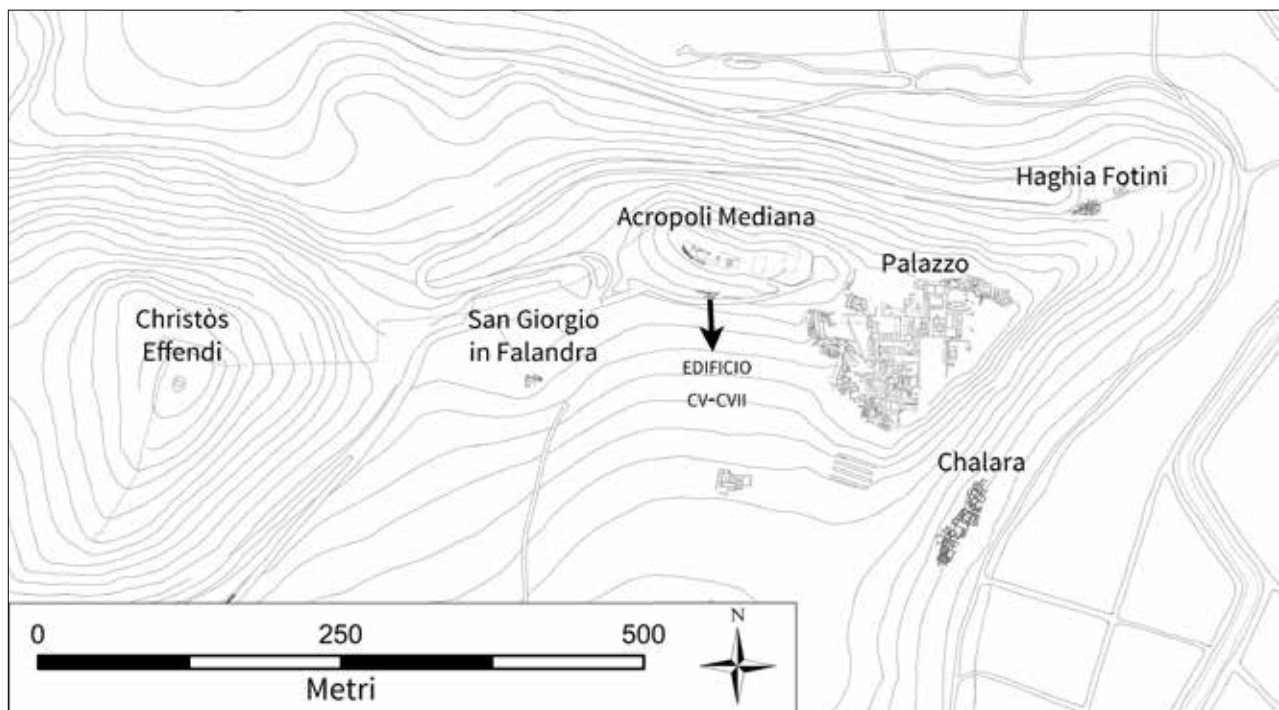 Haghia Fotini
Acropoli Mediana
Palazzo
Christòs
Effendi
San Giorgio
in Falandra
EDIFICIO
CV-CVII
Chalara
N
0 250 500
Metri